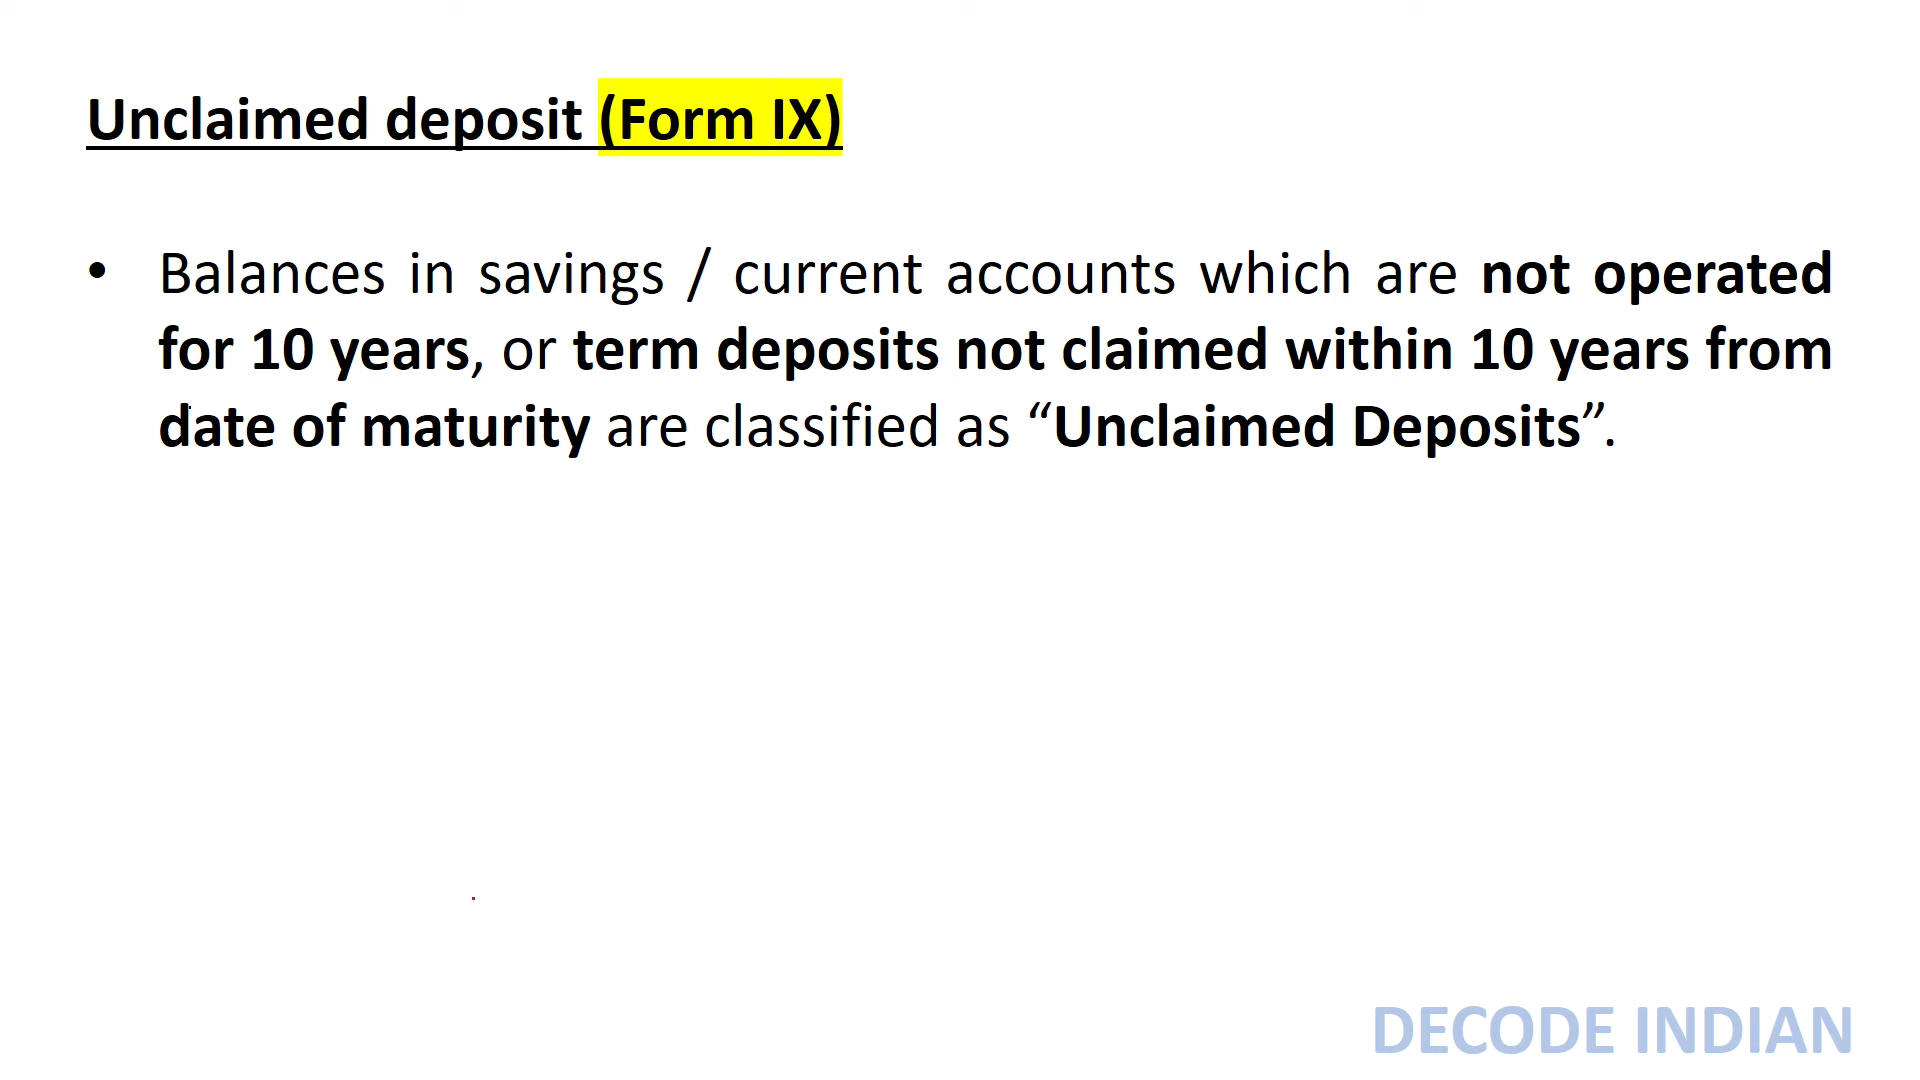 Unclaimed deposit (Form IX)
• Balances in savings / current accounts which are not operated
for 10 years, or term deposits not claimed within 10 years from
date of maturity are classified as “Unclaimed Deposits”.
DECODE INDIAN